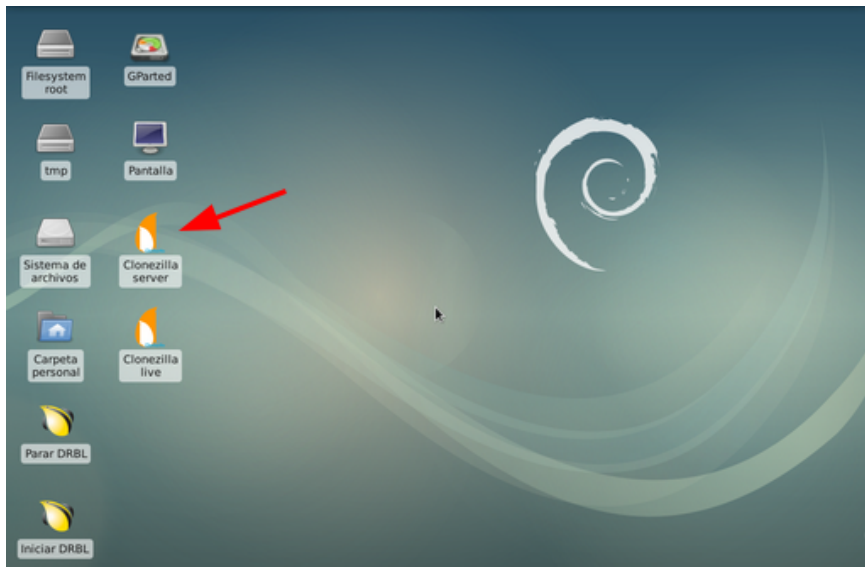 Filesystem
root
GParted
tmp
Pantalla
Sistema de
archivos
Clonezilla
server
Carpeta
personal
Clonezilla
live
Parar DRBL
Iniciar DRBL